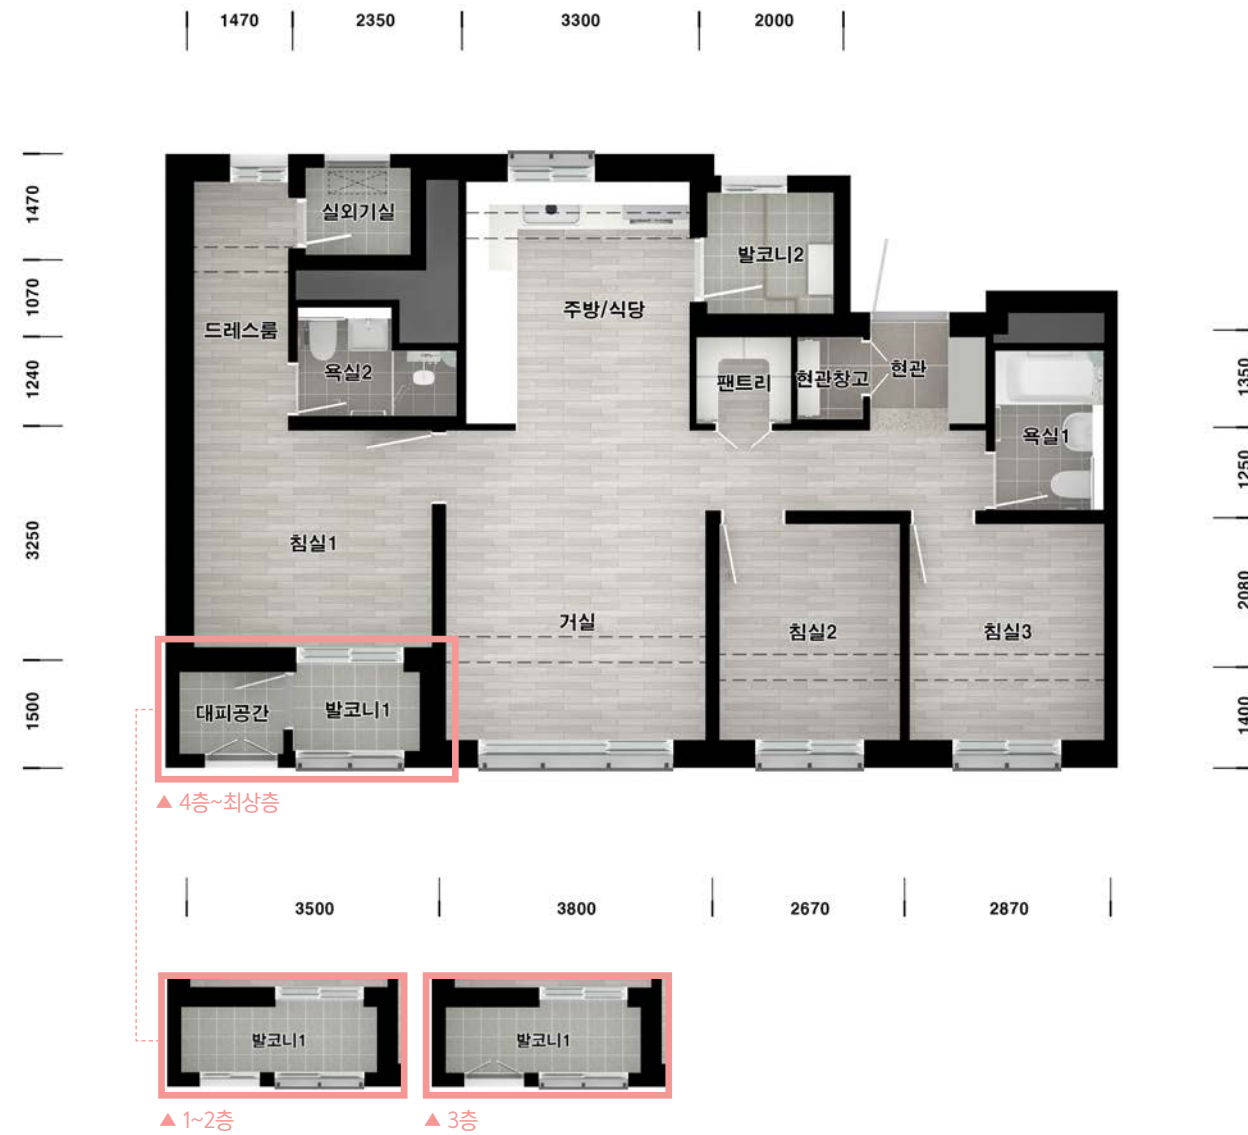 1470 2350 3300 2000
1470
1070
1240
3250
1500
실외기실
발코니2
주방/식당
드레스룸
욕실2
팬트리
현관창고
현관
욕실1
침실1
거실
침실2
침실3
대피공간
발코니1
1350
1250
2080
1400
▲ 4층~최상층
3500 3800 2670 2870
발코니1
발코니1
▲ 1~2층
▲ 3층